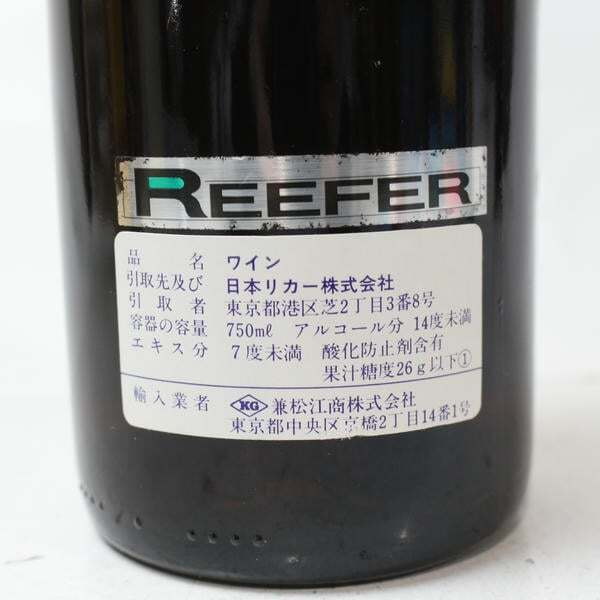 REEFER
品名 ワイン
引取先及び 日本リカー株式会社
引取者 東京都港区芝2丁目3番8号
容器の容量 750mℓ アルコール分 14度未満
エキス分 7度未満 酸化防止剤含有
果汁糖度26g以下①
輸入業者 KG 兼松江商株式会社
東京都中央区京橋2丁目14番1号